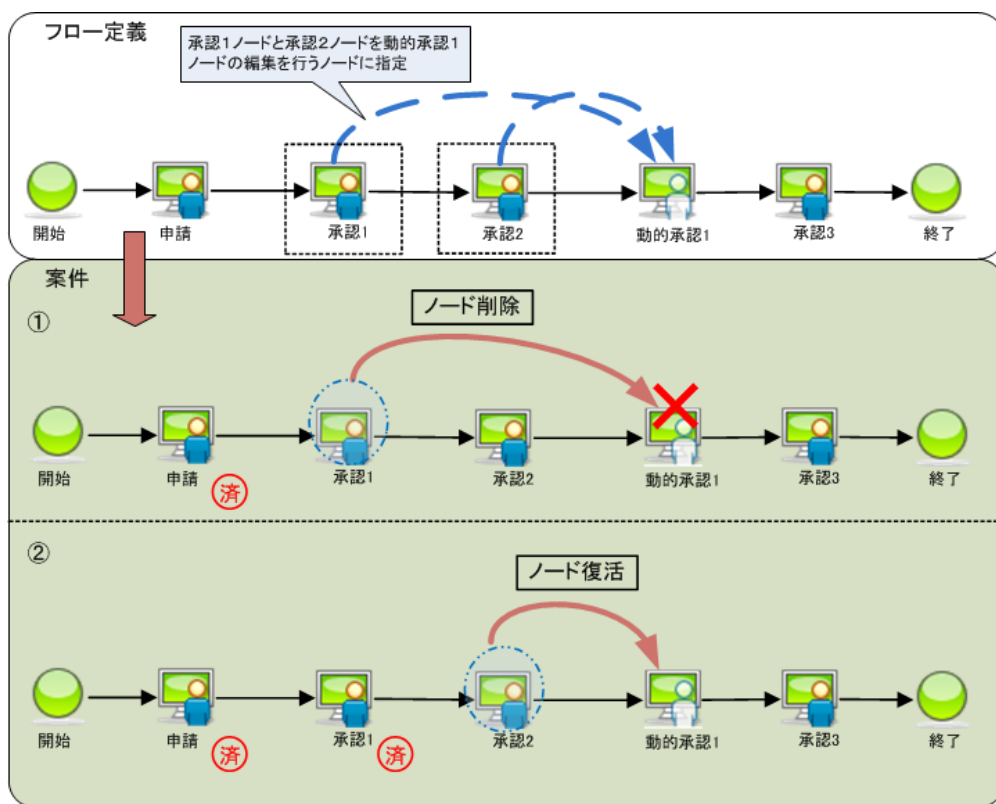 フロー定義
承認1ノードと承認2ノードを動的承認1
ノードの編集を行うノードに指定
開始
申請
承認1
承認2
動的承認1
承認3
終了
案件
①
ノード削除
開始
申請
済
承認1
承認2
動的承認1
承認3
終了
②
ノード復活
開始
申請
済
承認1
済
承認2
動的承認1
承認3
終了